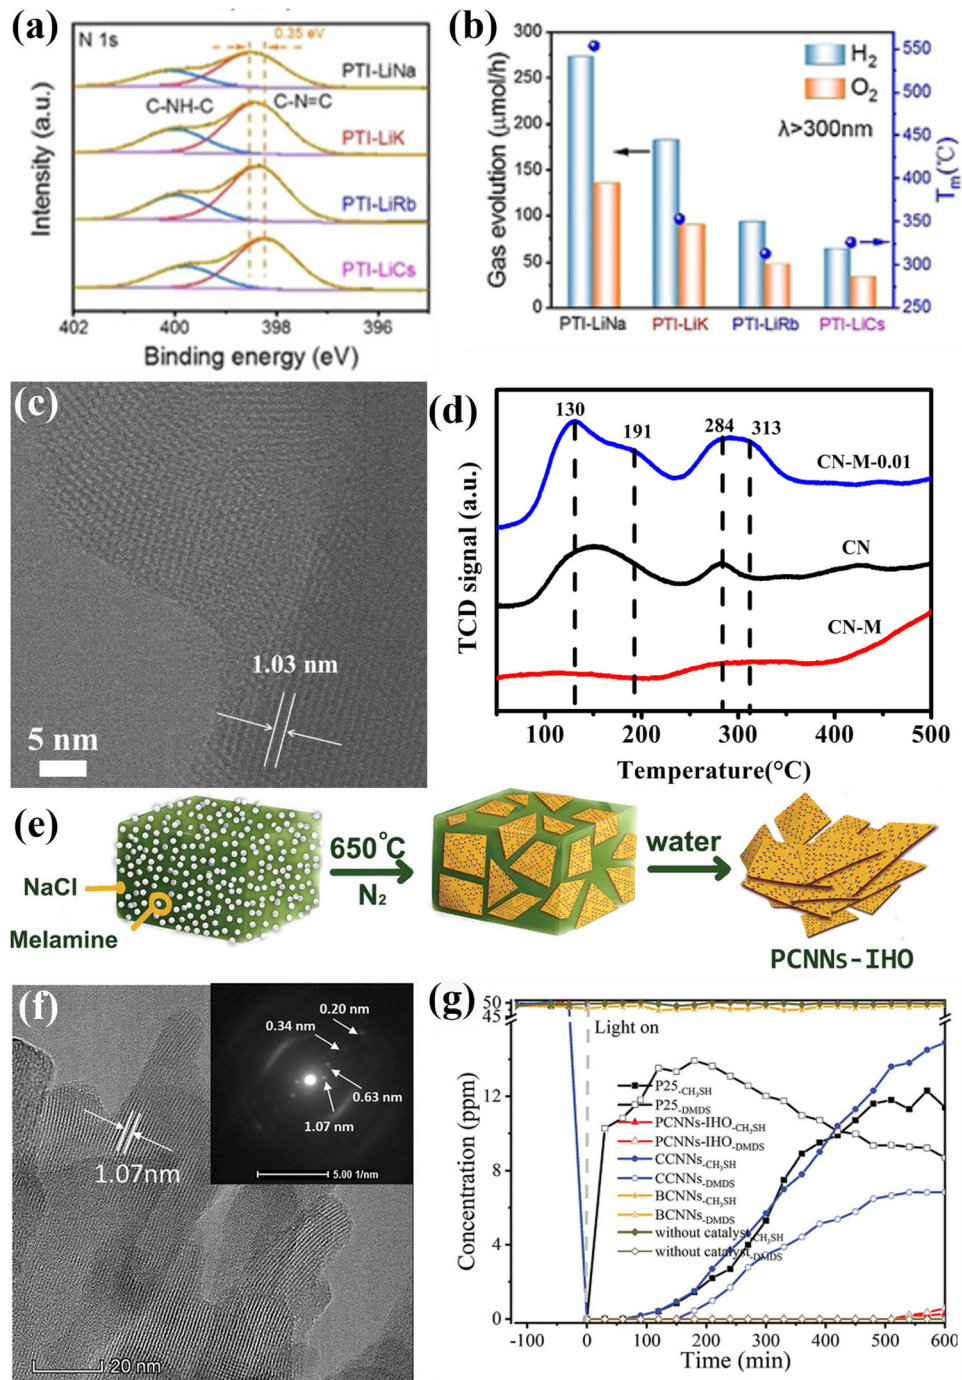 (a)
N 1s
0.35 eV
PTI-LiNa
C-NH-C
C-N=C
PTI-LiK
PTI-LiRb
PTI-LiCs
Intensity (a.u.)
402
400
398
396
Binding energy (eV)
(b)
300
250
200
150
100
50
0
Gas evolution (μmol/h)
H₂
O₂
λ>300nm
550
500
450
400
350
300
250
Tₘ(℃)
PTI-LiNa
PTI-LiK
PTI-LiRb
PTI-LiCs
(c)
1.03 nm
5 nm
(d)
130
191
284
313
CN-M-0.01
CN
CN-M
TCD signal (a.u.)
100
200
300
400
500
Temperature(°C)
(e)
NaCl
Melamine
650°C
N₂
water
PCNNs-IHO
(f)
1.07nm
20 nm
0.20 nm
0.34 nm
0.63 nm
1.07 nm
5.00 1/nm
(g)
50
45
12
8
4
0
Concentration (ppm)
Light on
P25-CH₃SH
P25-DMDS
PCNNs-IHO-CH₃SH
PCNNs-IHO-DMDS
CCNNs-CH₃SH
CCNNs-DMDS
BCNNs-CH₃SH
BCNNs-DMDS
without catalyst-CH₃SH
without catalyst-DMDS
-100
0
100
200
300
400
500
600
Time (min)